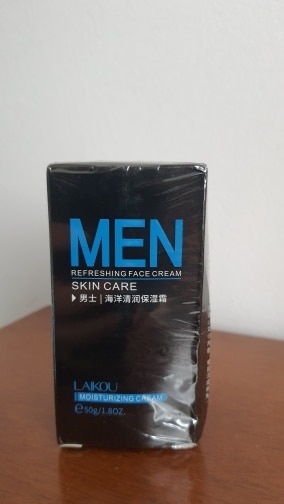 MEN
REFRESHING FACE CREAM
SKIN CARE
男士 | 海洋清润保湿霜
LAIKOU
MOISTURIZING CREAM
e50g/1.8OZ.